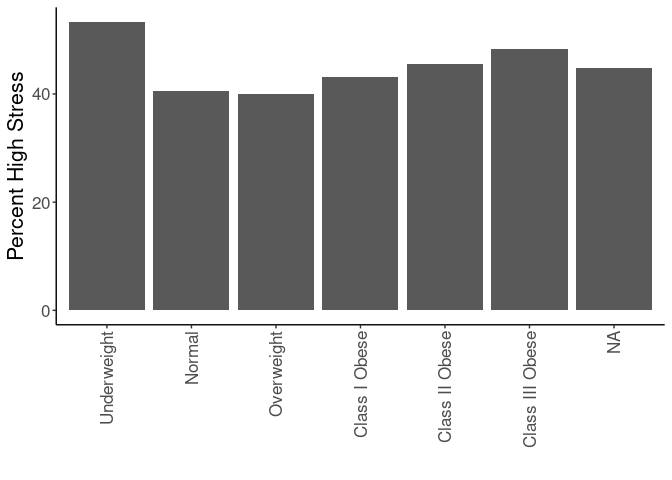 Percent High Stress
40
20
0
Underweight
Normal
Overweight
Class I Obese
Class II Obese
Class III Obese
NA